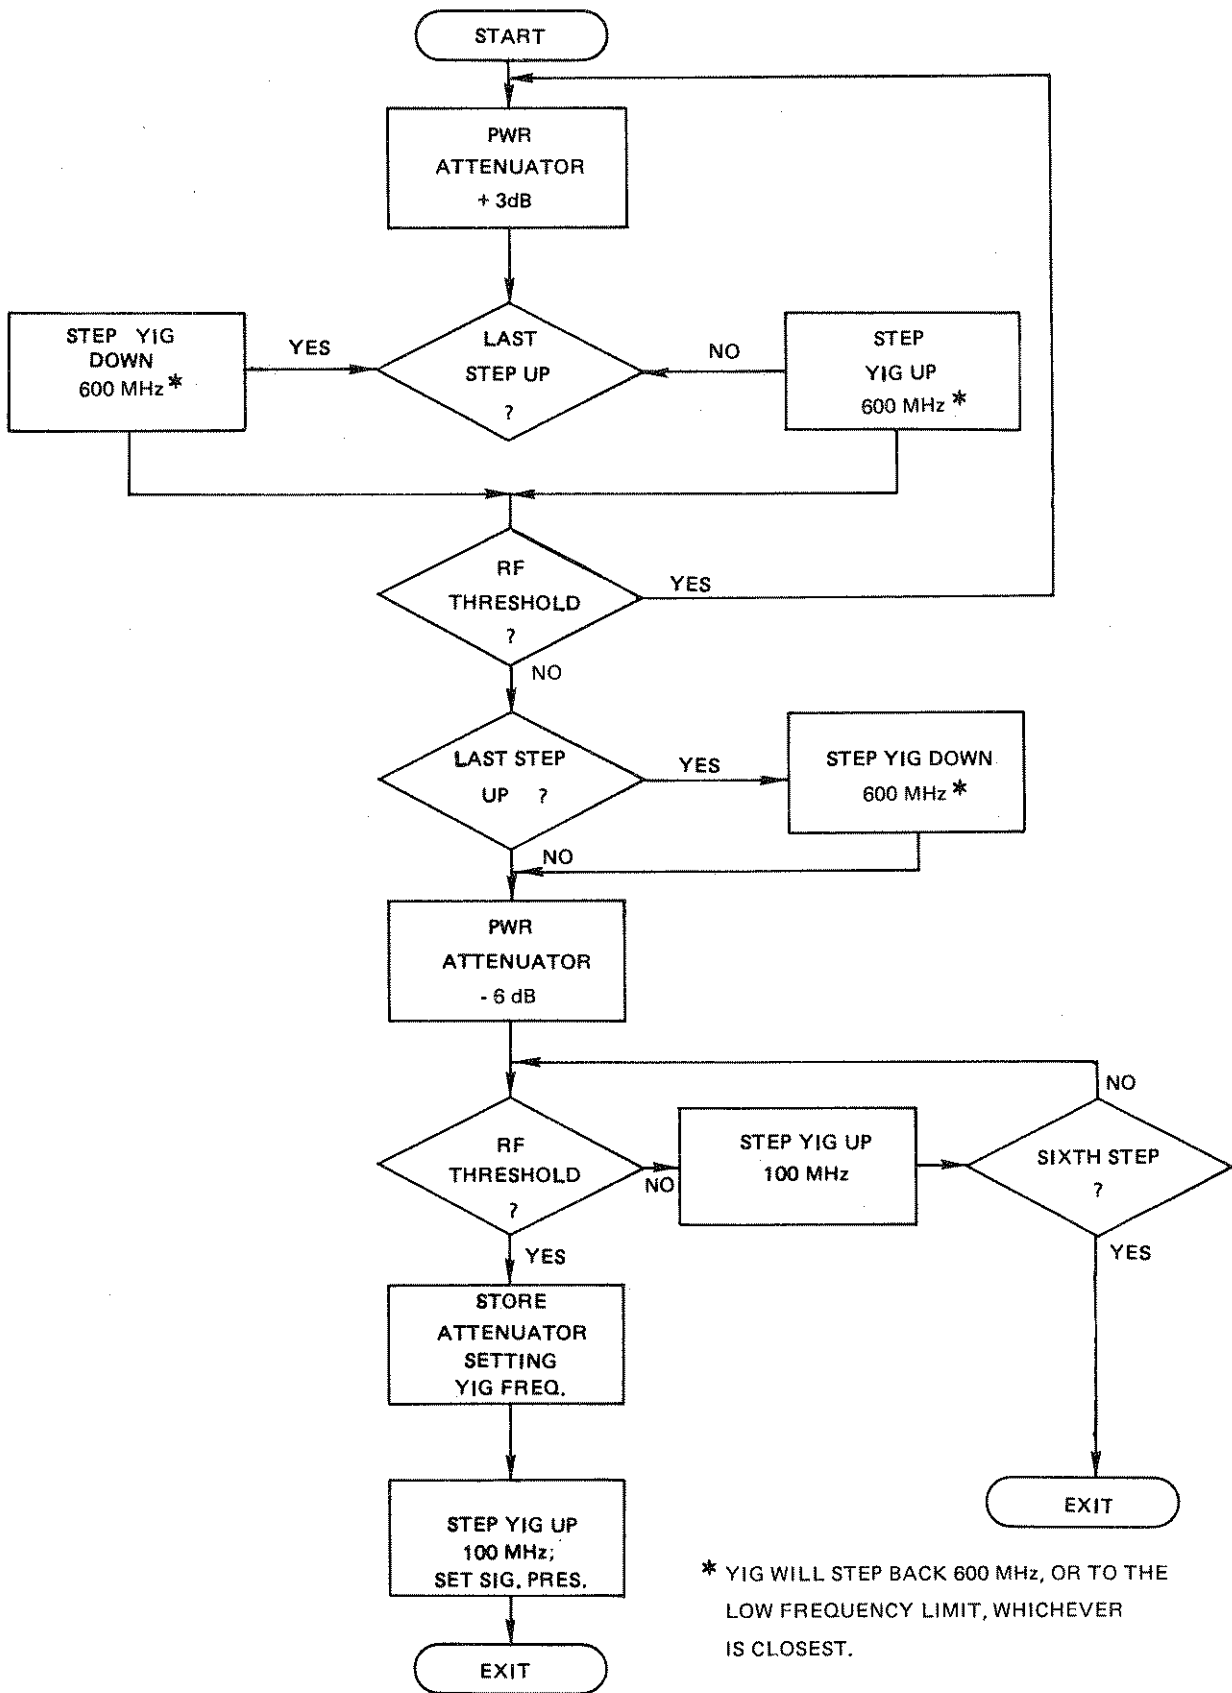 START
PWR
ATTENUATOR
+ 3dB
STEP YIG
DOWN
600 MHz*
YES
LAST
STEP UP
?
NO
STEP
YIG UP
600 MHz*
RF
THRESHOLD
?
YES
NO
LAST STEP
UP ?
YES
STEP YIG DOWN
600 MHz*
NO
PWR
ATTENUATOR
- 6 dB
RF
THRESHOLD
?
NO
STEP YIG UP
100 MHz
NO
SIXTH STEP
?
YES
YES
STORE
ATTENUATOR
SETTING
YIG FREQ.
STEP YIG UP
100 MHz;
SET SIG. PRES.
EXIT
EXIT
* YIG WILL STEP BACK 600 MHz, OR TO THE
LOW FREQUENCY LIMIT, WHICHEVER
IS CLOSEST.